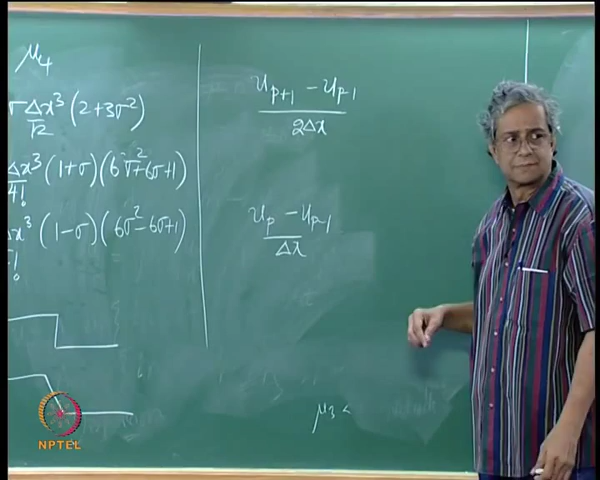 μ₄
σ Δx³/12 (2+3σ²)
Δx³/4! (1+σ)(6σ²+6σ+1)
Δx³/4! (1-σ)(6σ²-6σ+1)
u_{p+1} - u_{p-1}
2Δx
u_p - u_{p-1}
Δx
μ₃ <
NPTEL